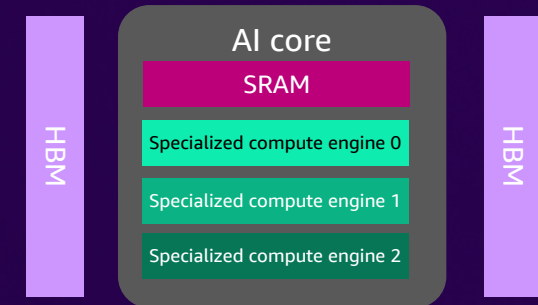 AI core
SRAM
HBM
Specialized compute engine 0
Specialized compute engine 1
Specialized compute engine 2
HBM